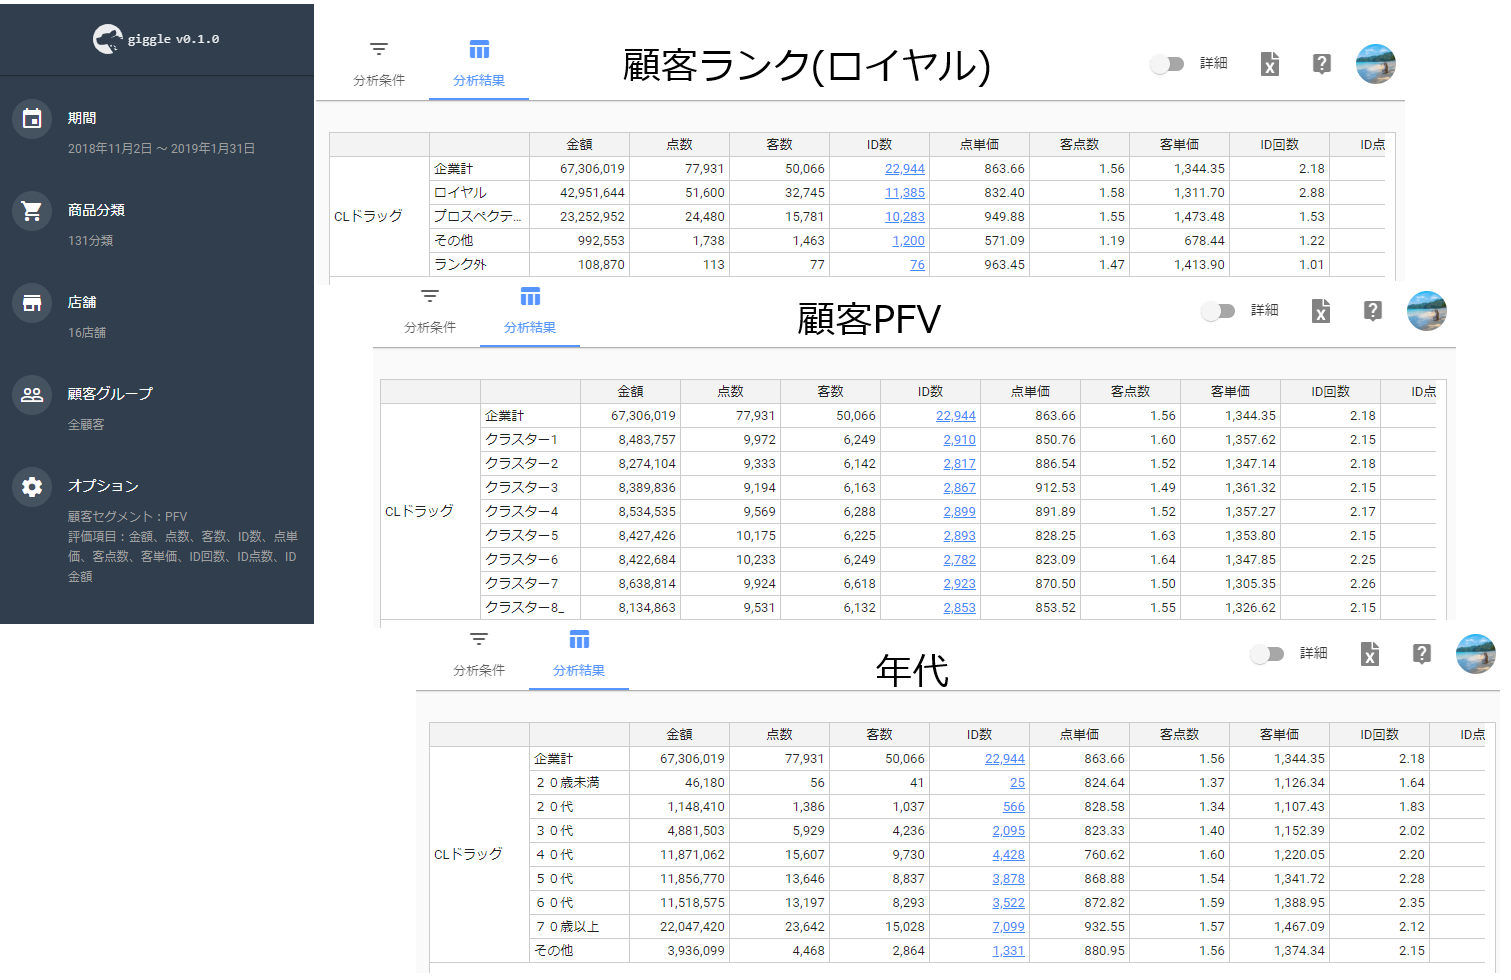 giggle v0.1.0
期間
2018年11月2日 ～ 2019年1月31日
商品分類
131分類
店舗
16店舗
顧客グループ
全顧客
オプション
顧客セグメント：PFV
評価項目：金額、点数、客数、ID数、点単
価、客点数、客単価、ID回数、ID点数、ID
金額
分析条件 分析結果 顧客ランク(ロイヤル) 詳細
金額 点数 客数 ID数 点単価 客点数 客単価 ID回数 ID点
CLドラッグ
企業計 67,306,019 77,931 50,066 22,944 863.66 1.56 1,344.35 2.18
ロイヤル 42,951,644 51,600 32,745 11,385 832.40 1.58 1,311.70 2.88
プロスペクテ... 23,252,952 24,480 15,781 10,283 949.88 1.55 1,473.48 1.53
その他 992,553 1,738 1,463 1,200 571.09 1.19 678.44 1.22
ランク外 108,870 113 77 76 963.45 1.47 1,413.90 1.01
分析条件 分析結果 顧客PFV 詳細
金額 点数 客数 ID数 点単価 客点数 客単価 ID回数 ID点
CLドラッグ
企業計 67,306,019 77,931 50,066 22,944 863.66 1.56 1,344.35 2.18
クラスター1 8,483,757 9,972 6,249 2,910 850.76 1.60 1,357.62 2.15
クラスター2 8,274,104 9,333 6,142 2,817 886.54 1.52 1,347.14 2.18
クラスター3 8,389,836 9,194 6,163 2,867 912.53 1.49 1,361.32 2.15
クラスター4 8,534,535 9,569 6,288 2,899 891.89 1.52 1,357.27 2.17
クラスター5 8,427,426 10,175 6,225 2,893 828.25 1.63 1,353.80 2.15
クラスター6 8,422,684 10,233 6,249 2,782 823.09 1.64 1,347.85 2.25
クラスター7 8,638,814 9,924 6,618 2,923 870.50 1.50 1,305.35 2.26
クラスター8_ 8,134,863 9,531 6,132 2,853 853.52 1.55 1,326.62 2.15
分析条件 分析結果 年代 詳細
金額 点数 客数 ID数 点単価 客点数 客単価 ID回数 ID点
CLドラッグ
企業計 67,306,019 77,931 50,066 22,944 863.66 1.56 1,344.35 2.18
２０歳未満 46,180 56 41 25 824.64 1.37 1,126.34 1.64
２０代 1,148,410 1,386 1,037 566 828.58 1.34 1,107.43 1.83
３０代 4,881,503 5,929 4,236 2,095 823.33 1.40 1,152.39 2.02
４０代 11,871,062 15,607 9,730 4,428 760.62 1.60 1,220.05 2.20
５０代 11,856,770 13,646 8,837 3,878 868.88 1.54 1,341.72 2.28
６０代 11,518,575 13,197 8,293 3,522 872.82 1.59 1,388.95 2.35
７０歳以上 22,047,420 23,642 15,028 7,099 932.55 1.57 1,467.09 2.12
その他 3,936,099 4,468 2,864 1,331 880.95 1.56 1,374.34 2.15